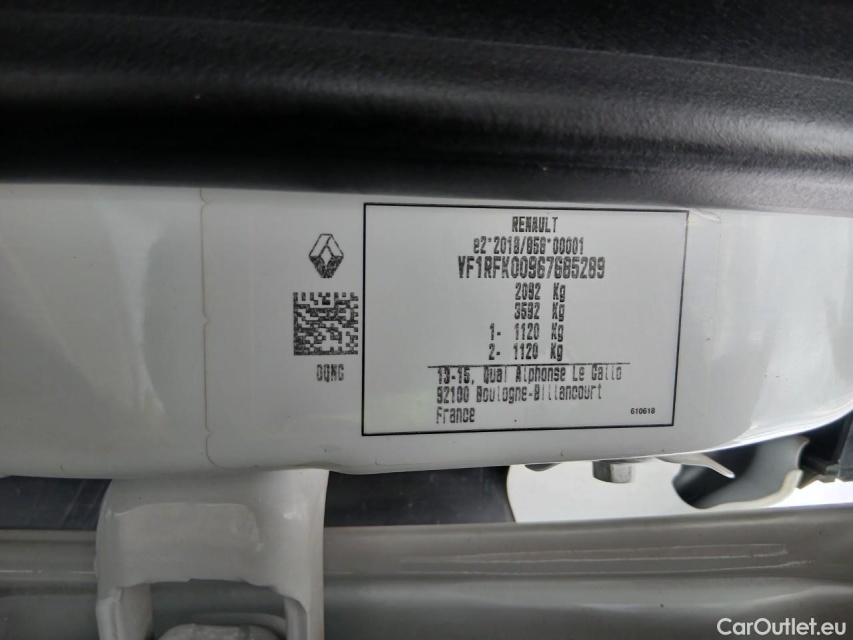 RENAULT
e2*2018/858*00001
VF1RFK00967685289
2092 Kg
3592 Kg
1- 1120 Kg
2- 1120 Kg
13-15, Quai Alphonse Le Gallo
92100 Boulogne-Billancourt
France
610618
CarOutlet.eu